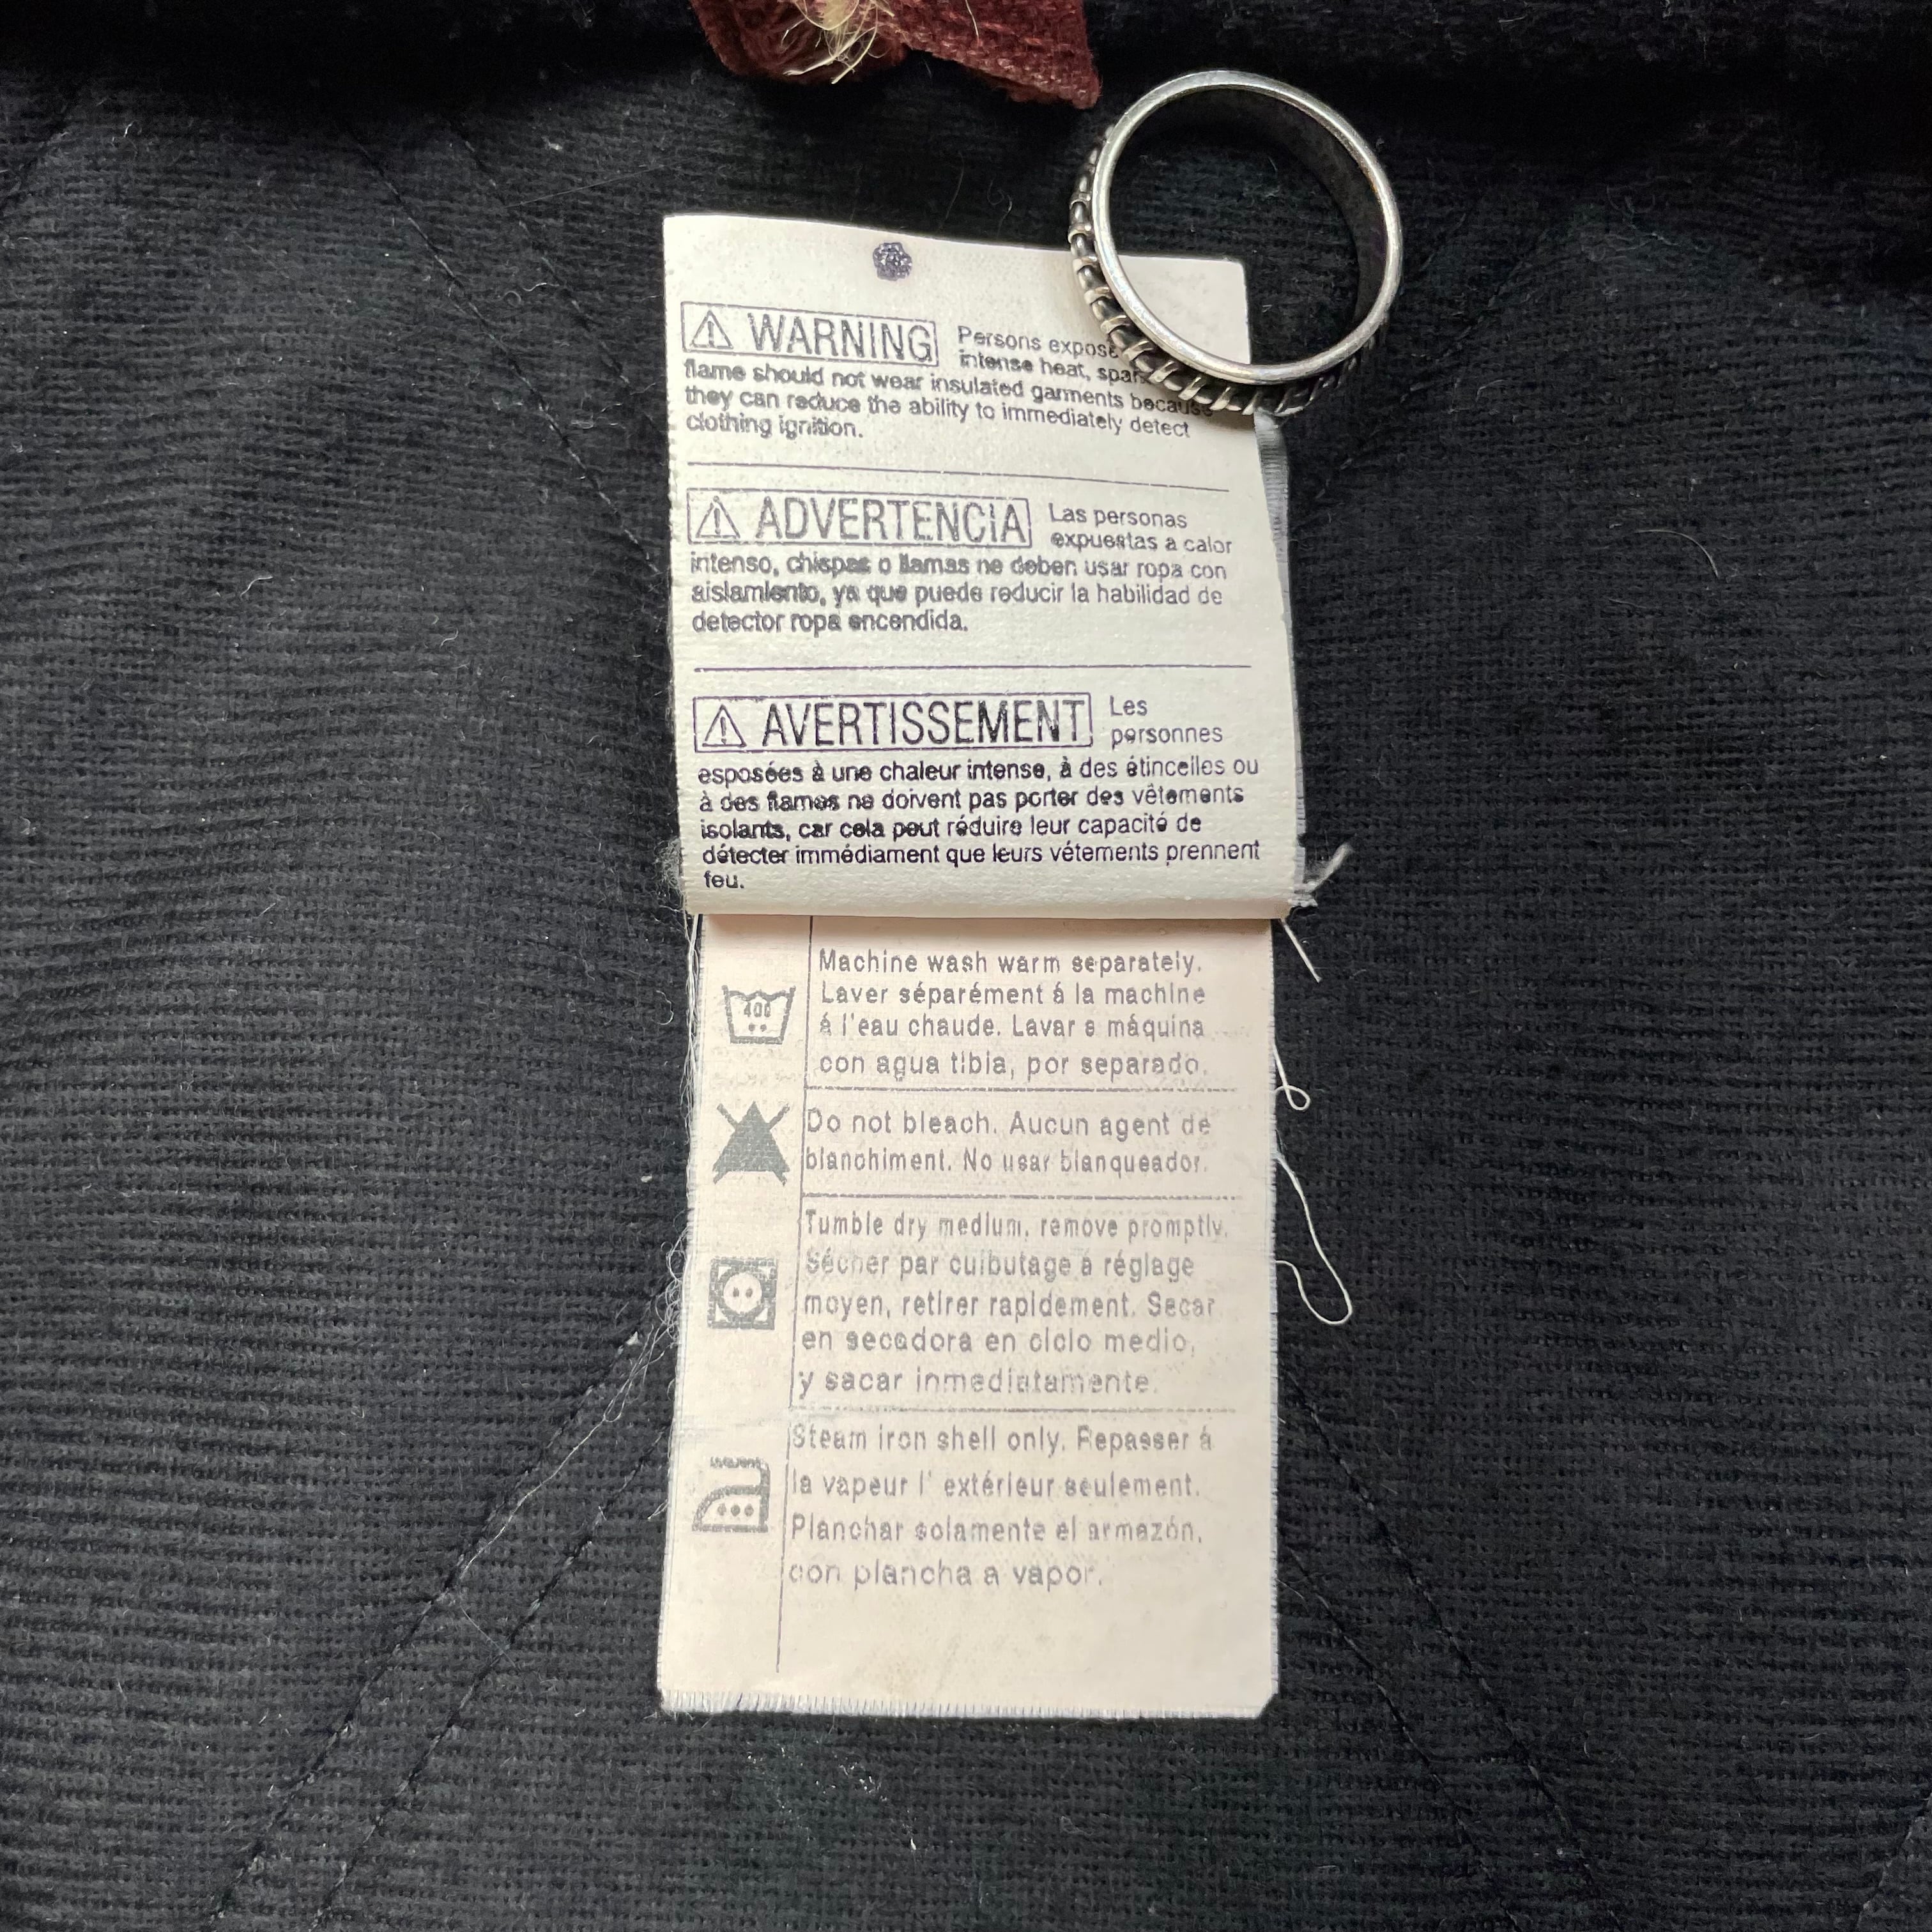 WARNING Persons
intense heat,
flame should not wear insulated garments because
they can reduce the ability to immediately detect
clothing ignition.
ADVERTENCIA Las personas
expuestas a calor
intenso, chispas o llamas ne deben usar ropa con
aislamiento, ya que puede reducir la habilidad de
detector ropa encendida.
AVERTISSEMENT Les
personnes
esposées à une chaleur intense, à des étincelles ou
à des flames ne doivent pas porter des vêtements
isolants, car cela peut réduire leur capacité de
détecter immédiament que leurs vétements prennent
feu.
Machine wash warm separately.
Laver séparément á la machine
á l'eau chaude. Lavar a máquina
con agua tibia, por separado.
Do not bleach. Aucun agent de
blanchiment. No usar blanqueador.
Tumble dry medium, remove promptly.
Sécher par culbutage á réglage
moyen, retirer rapidement. Secar
en secadora en ciclo medio,
y sacar inmediatamente.
Steam iron shell only. Repasser á
la vapeur l' extérieur seulement.
Planchar solamente el armazón,
con plancha a vapor.